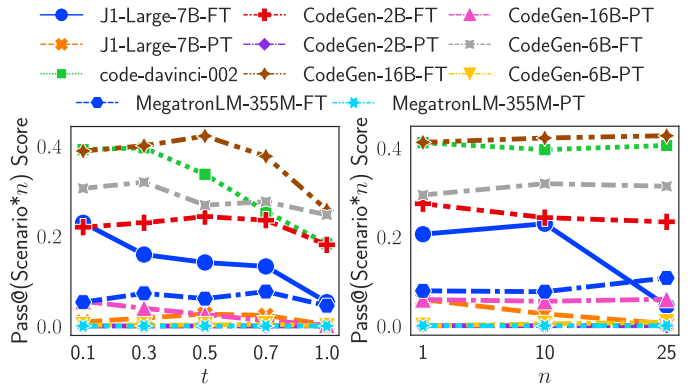 J1-Large-7B-FT CodeGen-2B-FT CodeGen-16B-PT
J1-Large-7B-PT CodeGen-2B-PT CodeGen-6B-FT
code-davinci-002 CodeGen-16B-FT CodeGen-6B-PT
MegatronLM-355M-FT MegatronLM-355M-PT
Pass@(Scenario*n) Score
0.4
0.2
0.0
0.1 0.3 0.5 0.7 1.0
t
Pass@(Scenario*n) Score
0.4
0.2
0.0
1 10 25
n